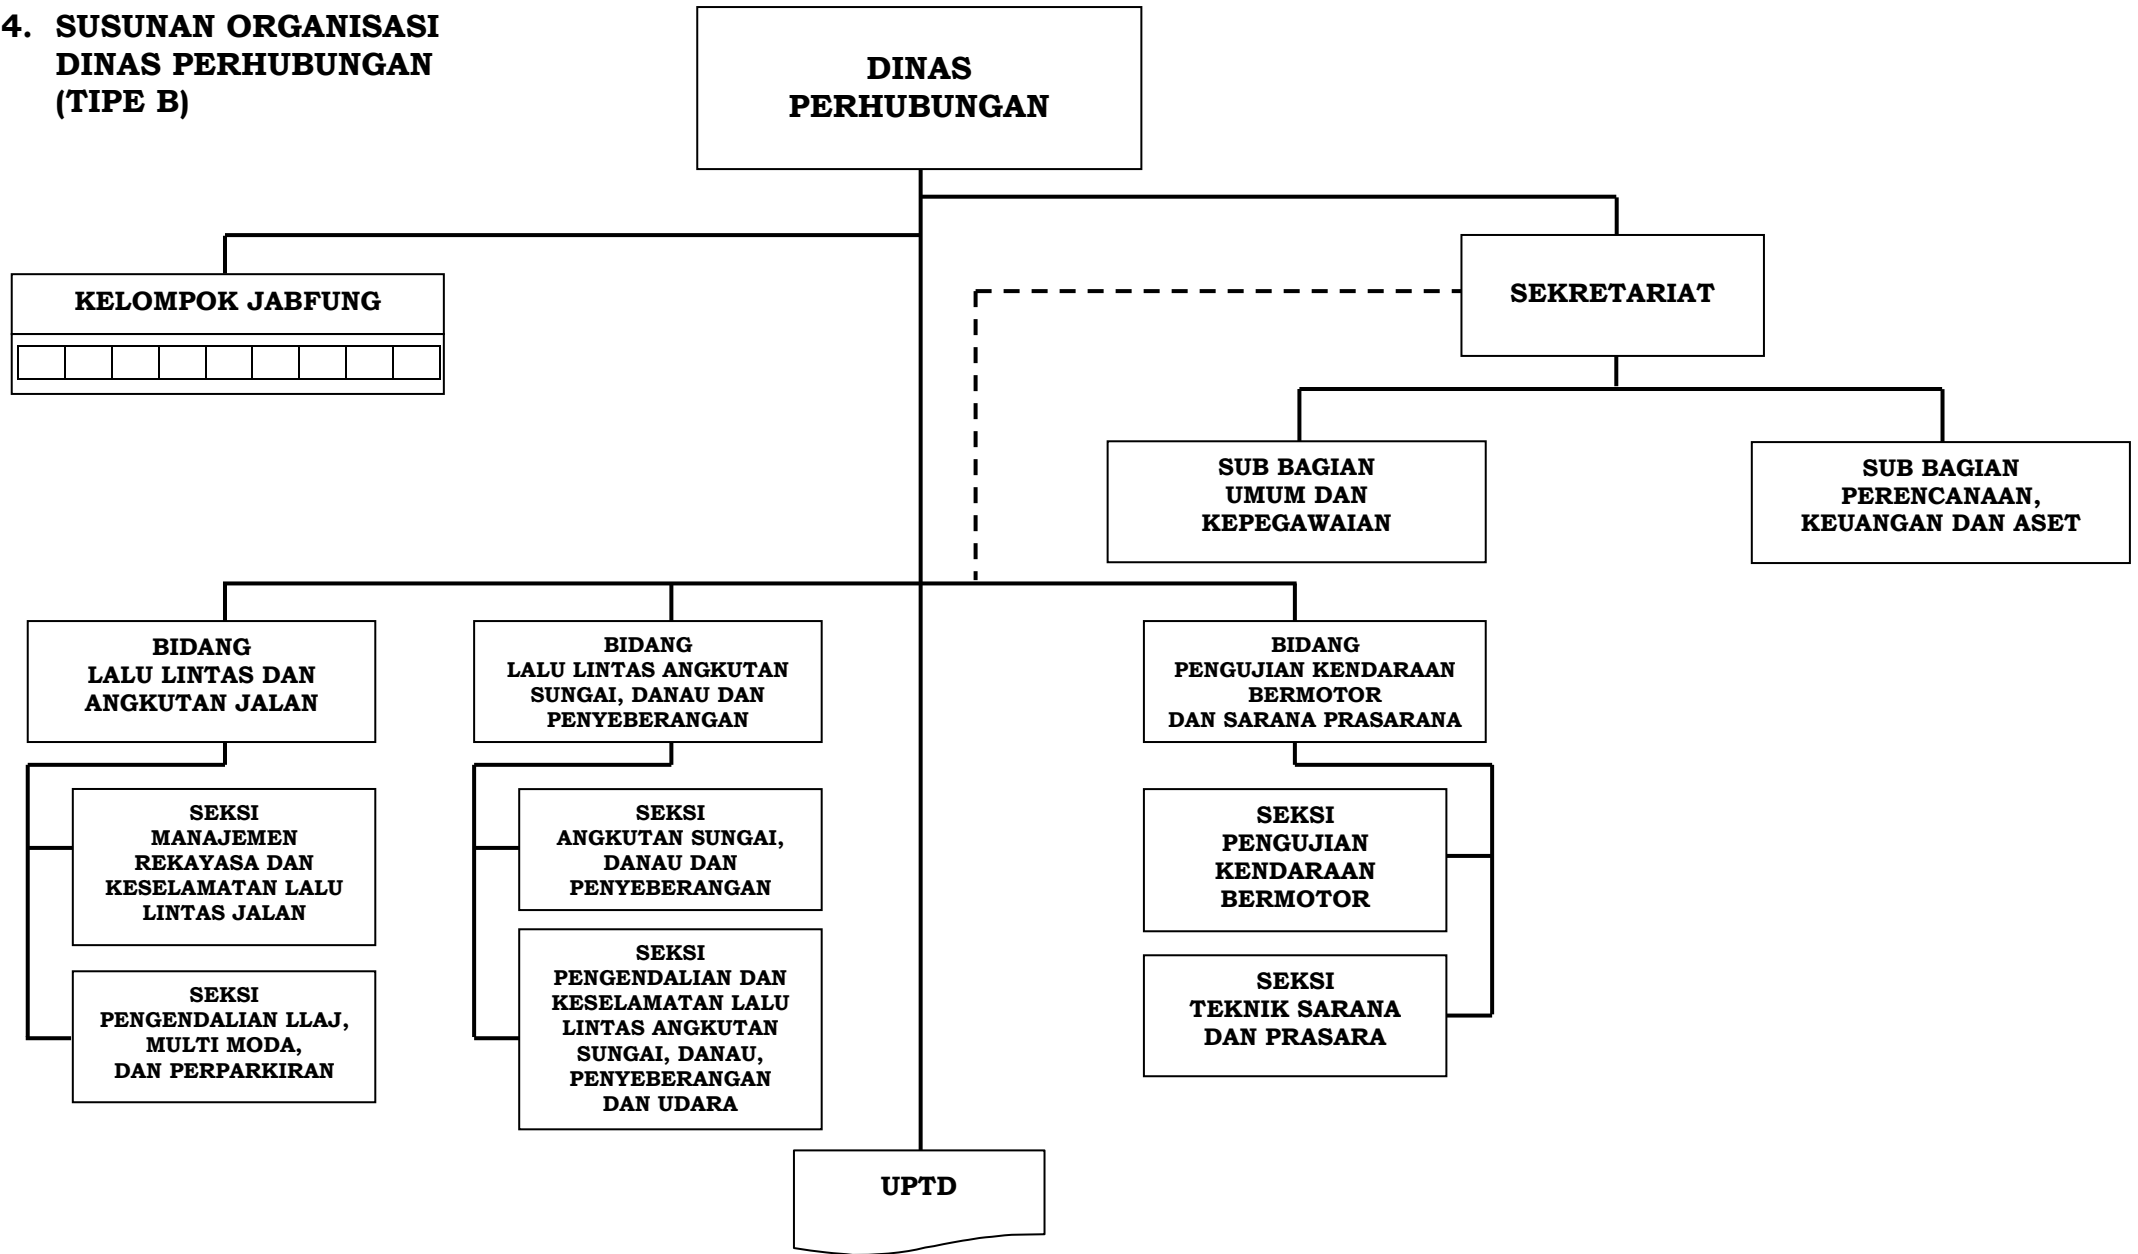 4. SUSUNAN ORGANISASI
DINAS PERHUBUNGAN
(TIPE B)
DINAS
PERHUBUNGAN
KELOMPOK JABFUNG
SEKRETARIAT
SUB BAGIAN
UMUM DAN
KEPEGAWAIAN
SUB BAGIAN
PERENCANAAN,
KEUANGAN DAN ASET
BIDANG
LALU LINTAS DAN
ANGKUTAN JALAN
BIDANG
LALU LINTAS ANGKUTAN
SUNGAI, DANAU DAN
PENYEBERANGAN
BIDANG
PENGUJIAN KENDARAAN
BERMOTOR
DAN SARANA PRASARANA
SEKSI
MANAJEMEN
REKAYASA DAN
KESELAMATAN LALU
LINTAS JALAN
SEKSI
PENGENDALIAN LLAJ,
MULTI MODA,
DAN PERPARKIRAN
SEKSI
ANGKUTAN SUNGAI,
DANAU DAN
PENYEBERANGAN
SEKSI
PENGENDALIAN DAN
KESELAMATAN LALU
LINTAS ANGKUTAN
SUNGAI, DANAU,
PENYEBERANGAN
DAN UDARA
SEKSI
PENGUJIAN
KENDARAAN
BERMOTOR
SEKSI
TEKNIK SARANA
DAN PRASARA
UPTD